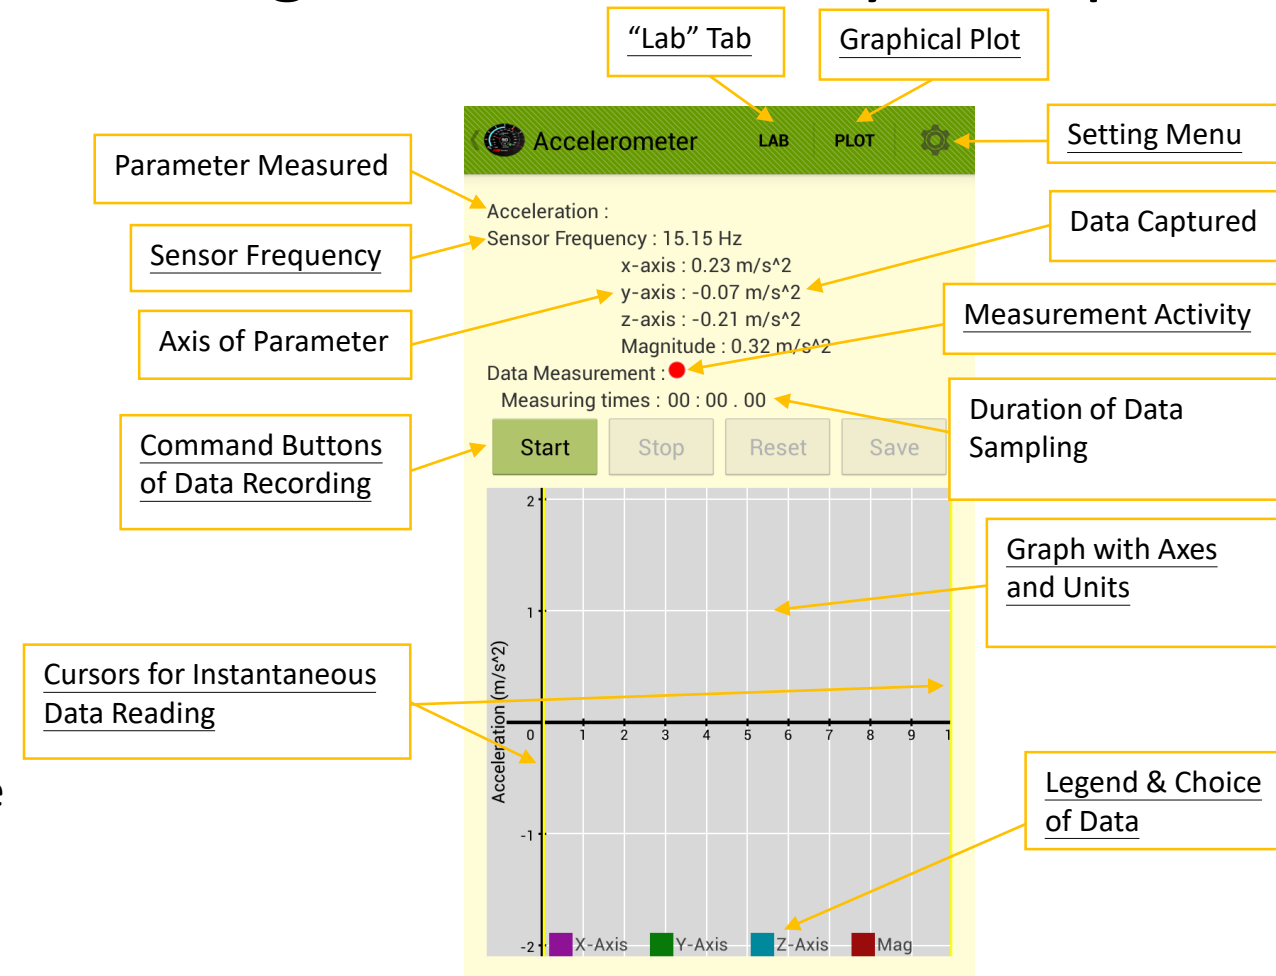 “Lab” Tab
Graphical Plot
Setting Menu
Accelerometer
LAB
PLOT
Parameter Measured
Acceleration :
Data Captured
Sensor Frequency
Sensor Frequency : 15.15 Hz
x-axis : 0.23 m/s^2
y-axis : -0.07 m/s^2
z-axis : -0.21 m/s^2
Magnitude : 0.32 m/s^2
Axis of Parameter
Measurement Activity
Data Measurement :
Measuring times : 00 : 00 . 00
Duration of Data
Sampling
Command Buttons
of Data Recording
Start
Stop
Reset
Save
Graph with Axes
and Units
Cursors for Instantaneous
Data Reading
Acceleration (m/s^2)
2
1
0 1 2 3 4 5 6 7 8 9 1
-1
-2
Legend & Choice
of Data
X-Axis
Y-Axis
Z-Axis
Mag